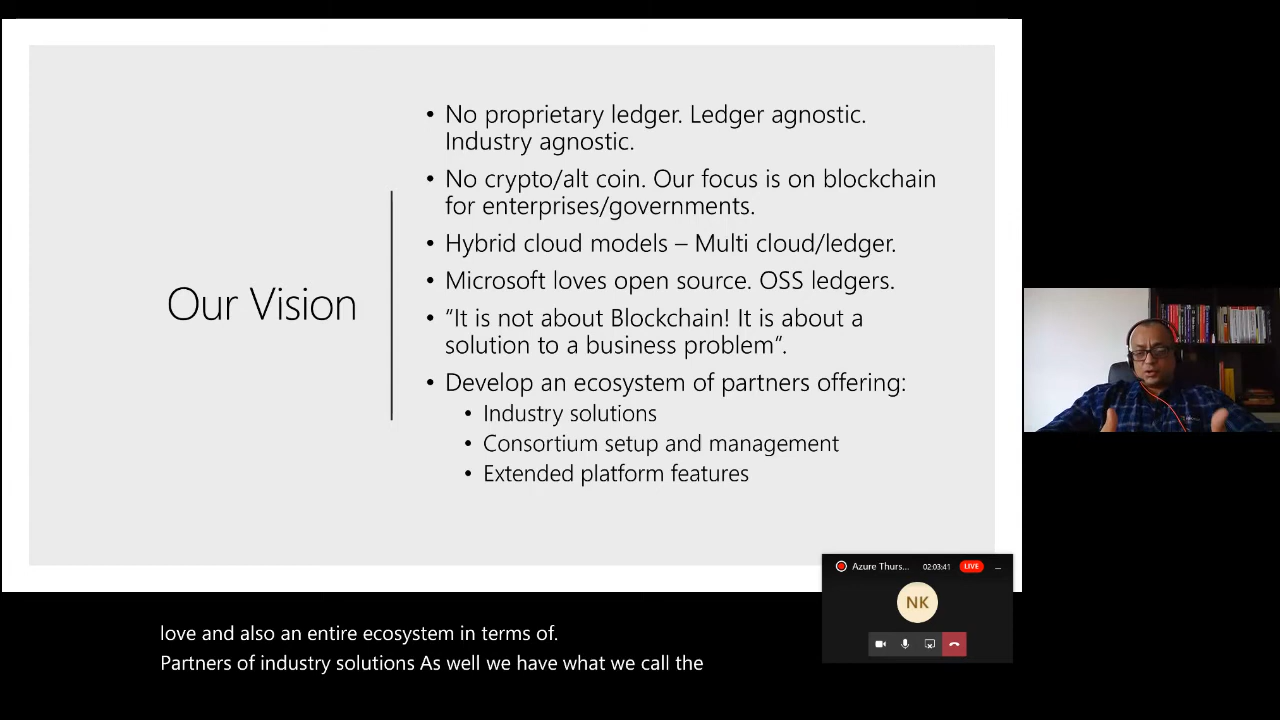 Our Vision
• No proprietary ledger. Ledger agnostic.
Industry agnostic.
• No crypto/alt coin. Our focus is on blockchain
for enterprises/governments.
• Hybrid cloud models – Multi cloud/ledger.
• Microsoft loves open source. OSS ledgers.
• “It is not about Blockchain! It is about a
solution to a business problem”.
• Develop an ecosystem of partners offering:
• Industry solutions
• Consortium setup and management
• Extended platform features
Azure Thurs... 02:03:41 LIVE
NK
love and also an entire ecosystem in terms of.
Partners of industry solutions As well we have what we call the